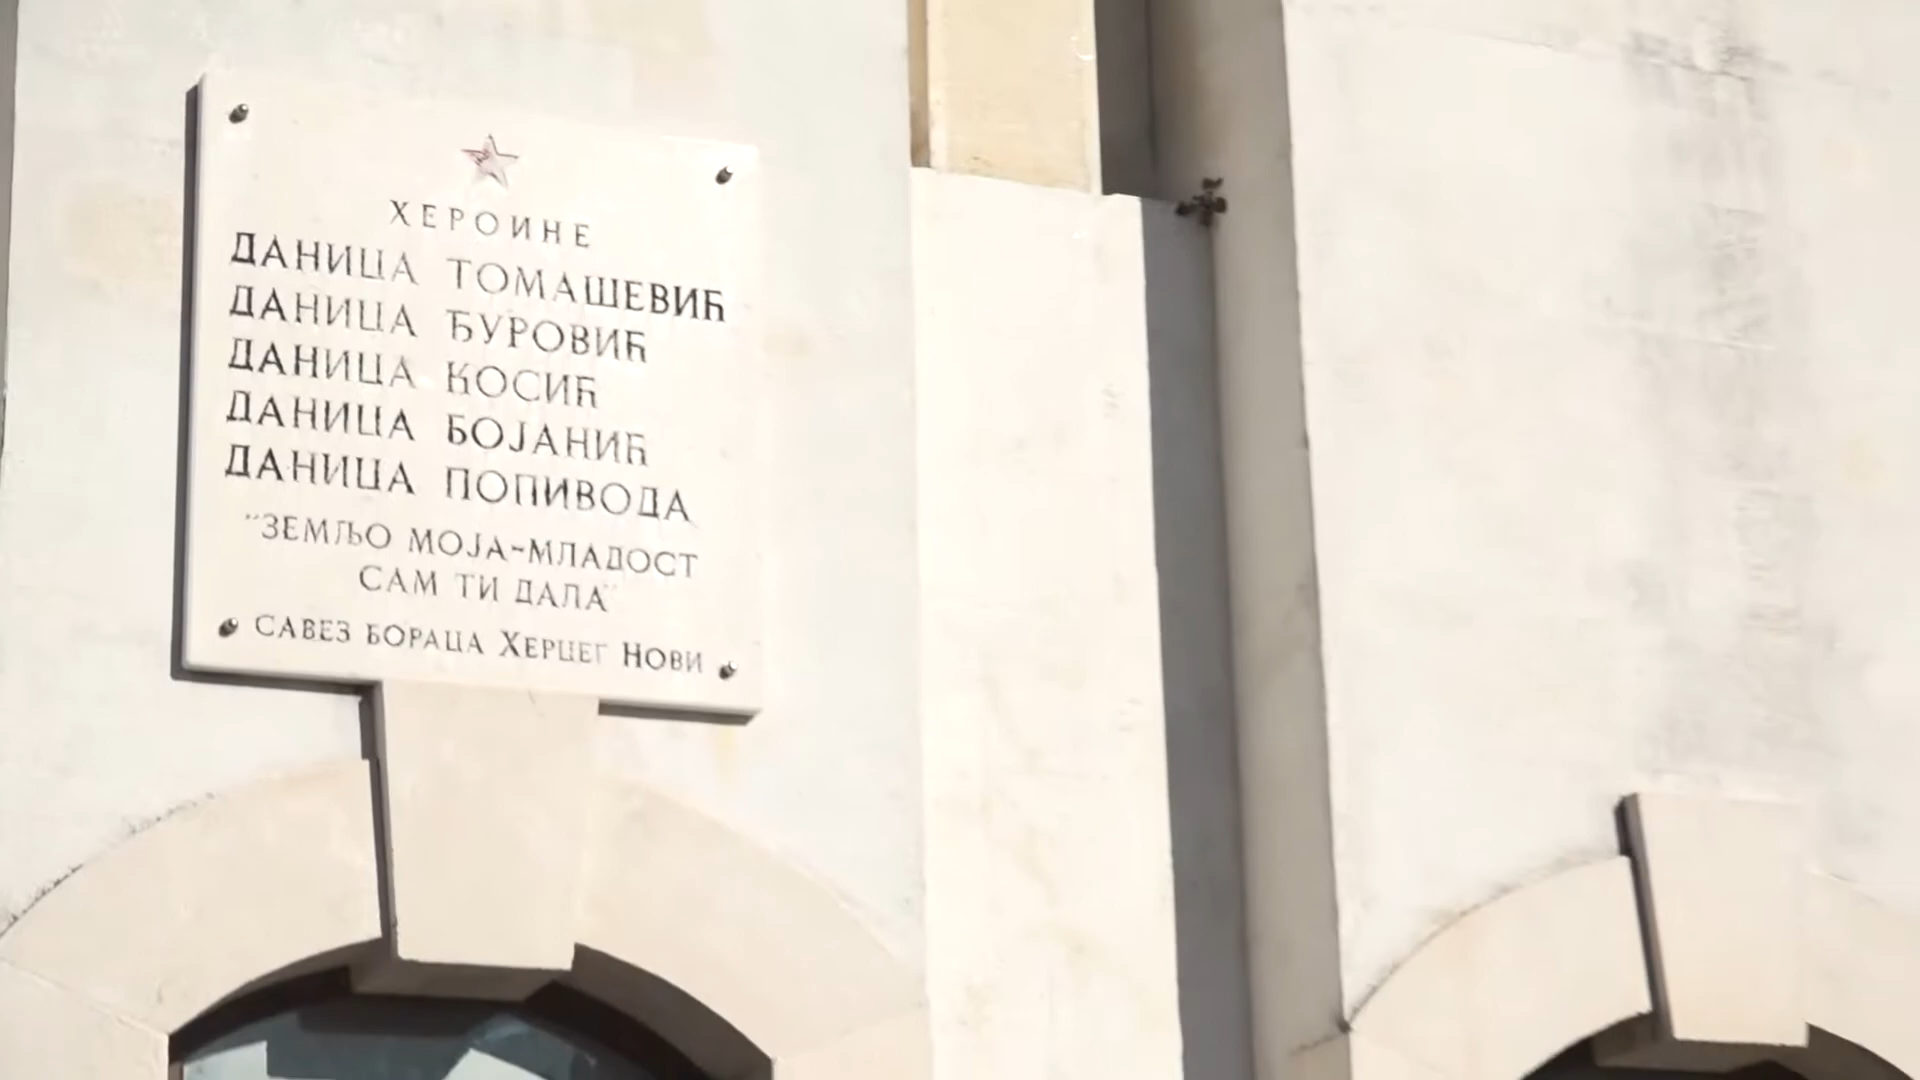 ХЕРОИНЕ
ДАНИЦА ТОМАШЕВИЋ
ДАНИЦА ЂУРОВИЋ
ДАНИЦА КОСИЋ
ДАНИЦА БОЈАНИЋ
ДАНИЦА ПОПИВОДА
"ЗЕМЉО МОЈА-МЛАДОСТ
САМ ТИ ДАЛА"
САВЕЗ БОРАЦА ХЕРЦЕГ НОВИ